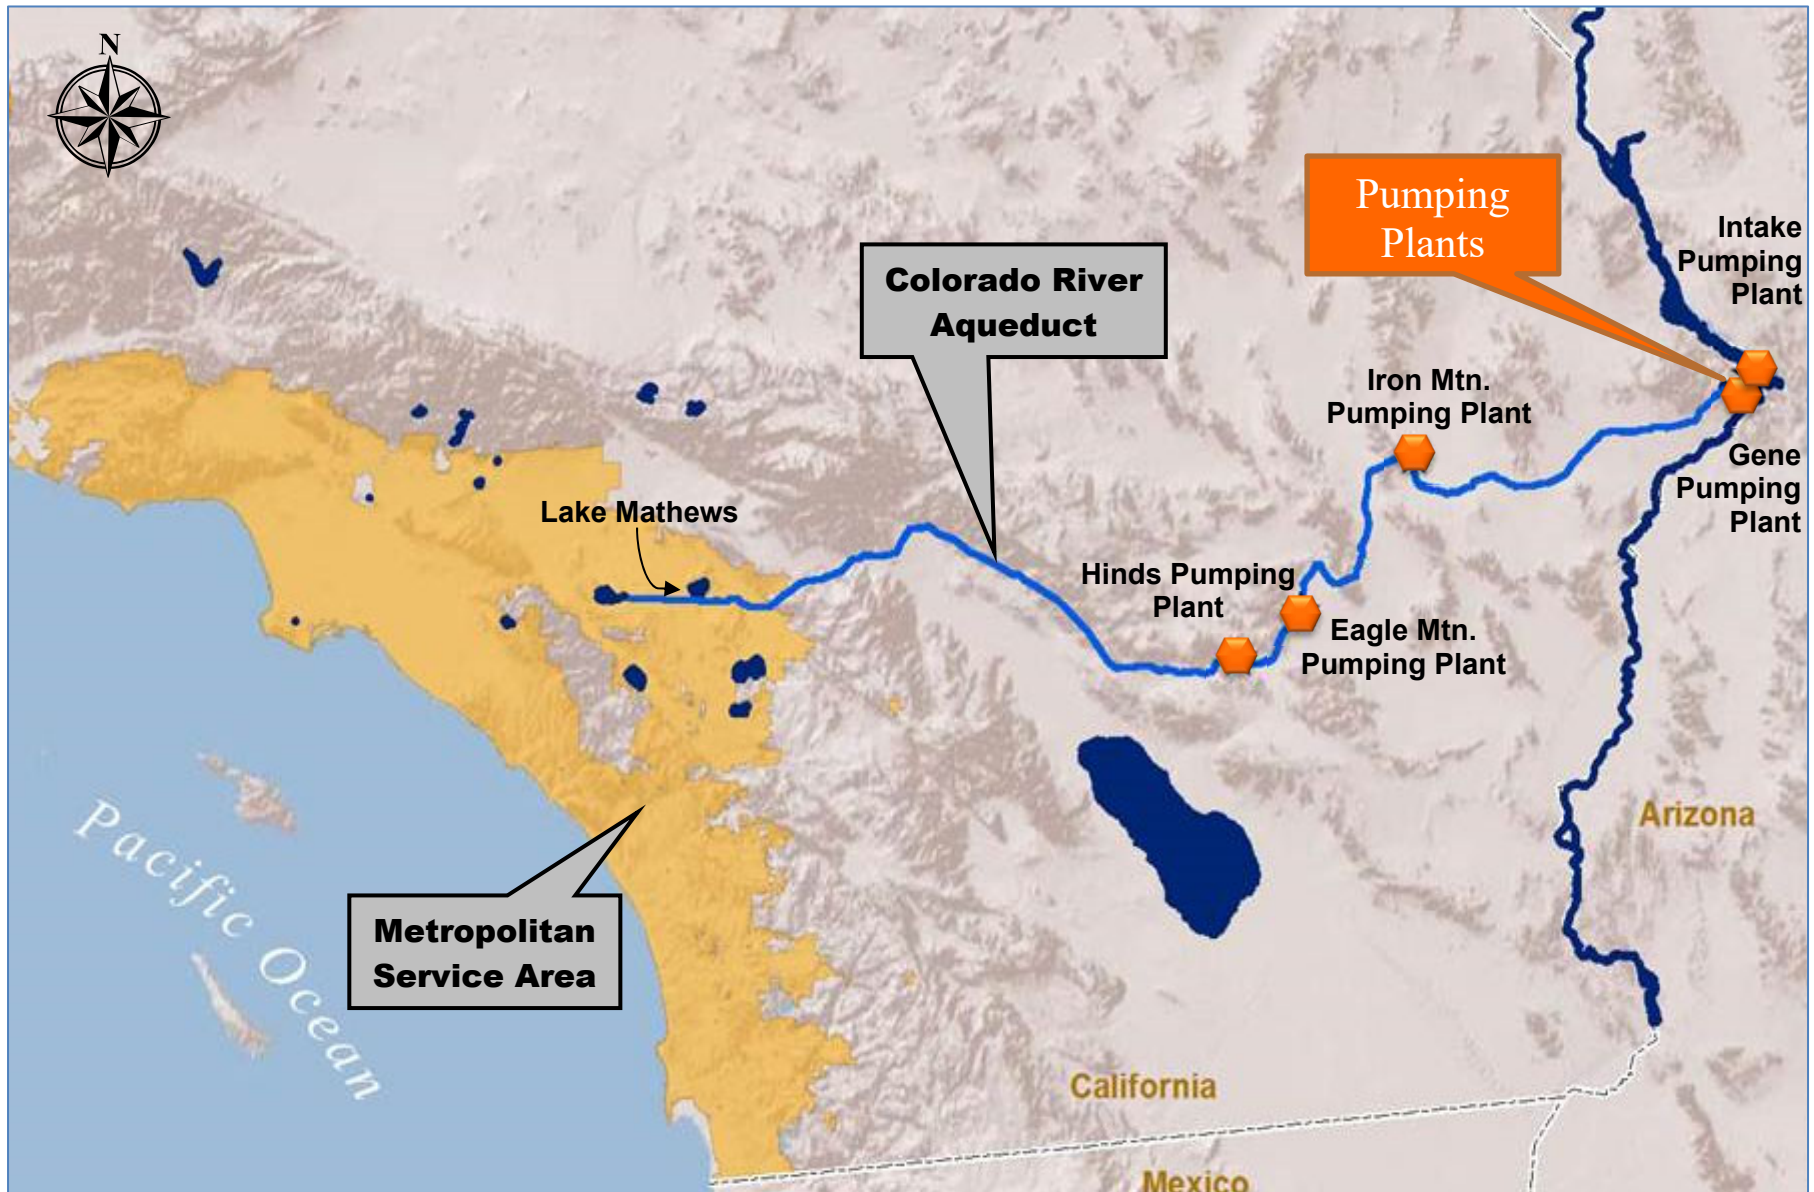 N
Pumping
Plants
Intake
Pumping
Plant
Colorado River
Aqueduct
Iron Mtn.
Pumping Plant
Gene
Pumping
Plant
Lake Mathews
Hinds Pumping
Plant
Eagle Mtn.
Pumping Plant
Arizona
Pacific Ocean
Metropolitan
Service Area
California
Mexico